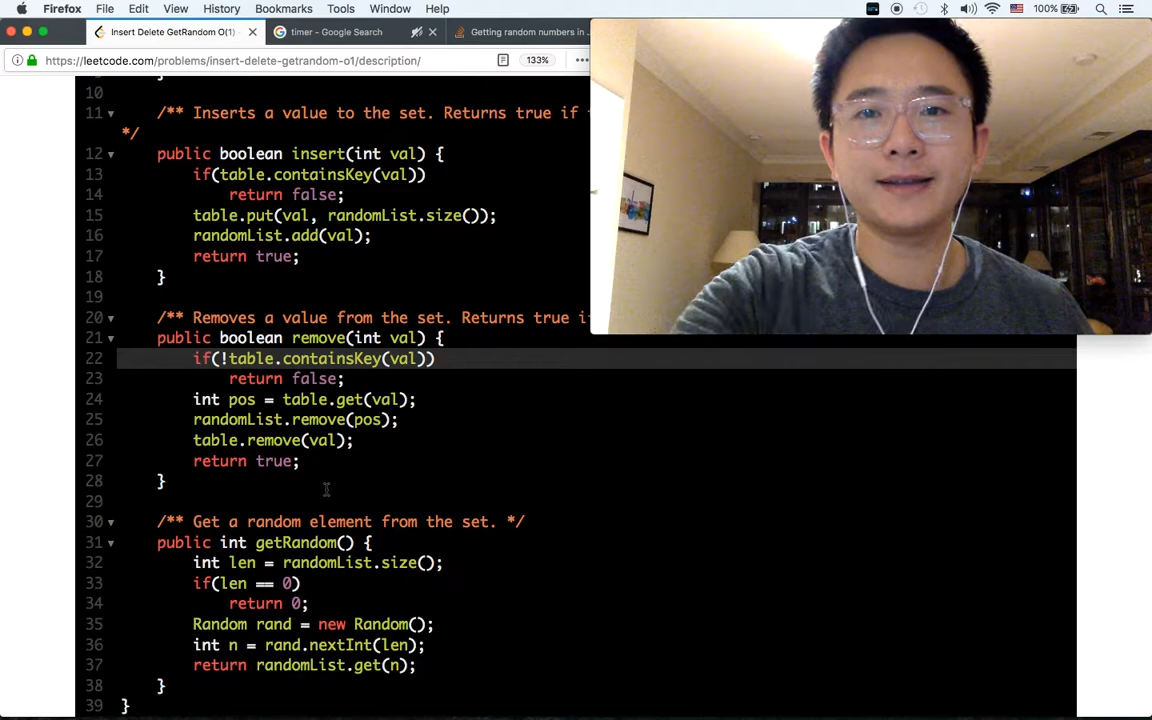 Firefox File Edit View History Bookmarks Tools Window Help 100%
Insert Delete GetRandom O(1) timer - Google Search Getting random numbers in
https://leetcode.com/problems/insert-delete-getrandom-o1/description/ 133%
10
11 /** Inserts a value to the set. Returns true if
*/
12 public boolean insert(int val) {
13 if(table.containsKey(val))
14 return false;
15 table.put(val, randomList.size());
16 randomList.add(val);
17 return true;
18 }
19
20 /** Removes a value from the set. Returns true
21 public boolean remove(int val) {
22 if(!table.containsKey(val))
23 return false;
24 int pos = table.get(val);
25 randomList.remove(pos);
26 table.remove(val);
27 return true;
28 }
29
30 /** Get a random element from the set. */
31 public int getRandom() {
32 int len = randomList.size();
33 if(len == 0)
34 return 0;
35 Random rand = new Random();
36 int n = rand.nextInt(len);
37 return randomList.get(n);
38 }
39 }